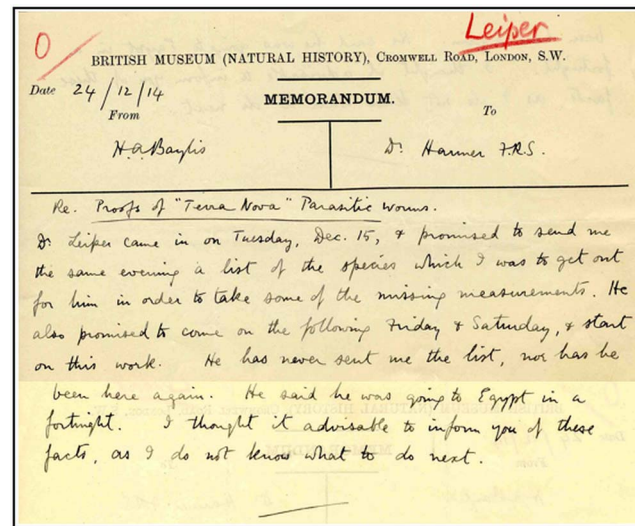 O
Leiper
BRITISH MUSEUM (NATURAL HISTORY), CROMWELL ROAD, LONDON, S.W.
Date 24/12/14
MEMORANDUM.
From
To
H.A. Baylis
Dr. Harmer F.R.S.
Re. Proofs of "Terra Nova" Parasitic worms.
Dr. Leiper came in on Tuesday, Dec. 15, & promised to send me
the same evening a list of the species which I was to get out
for him in order to take some of the missing measurements. He
also promised to come on the following Friday & Saturday, & start
on this work. He has never sent me the list, nor has he
been here again. He said he was going to Egypt in a
fortnight. I thought it advisable to inform you of these
facts, as I do not know what to do next.